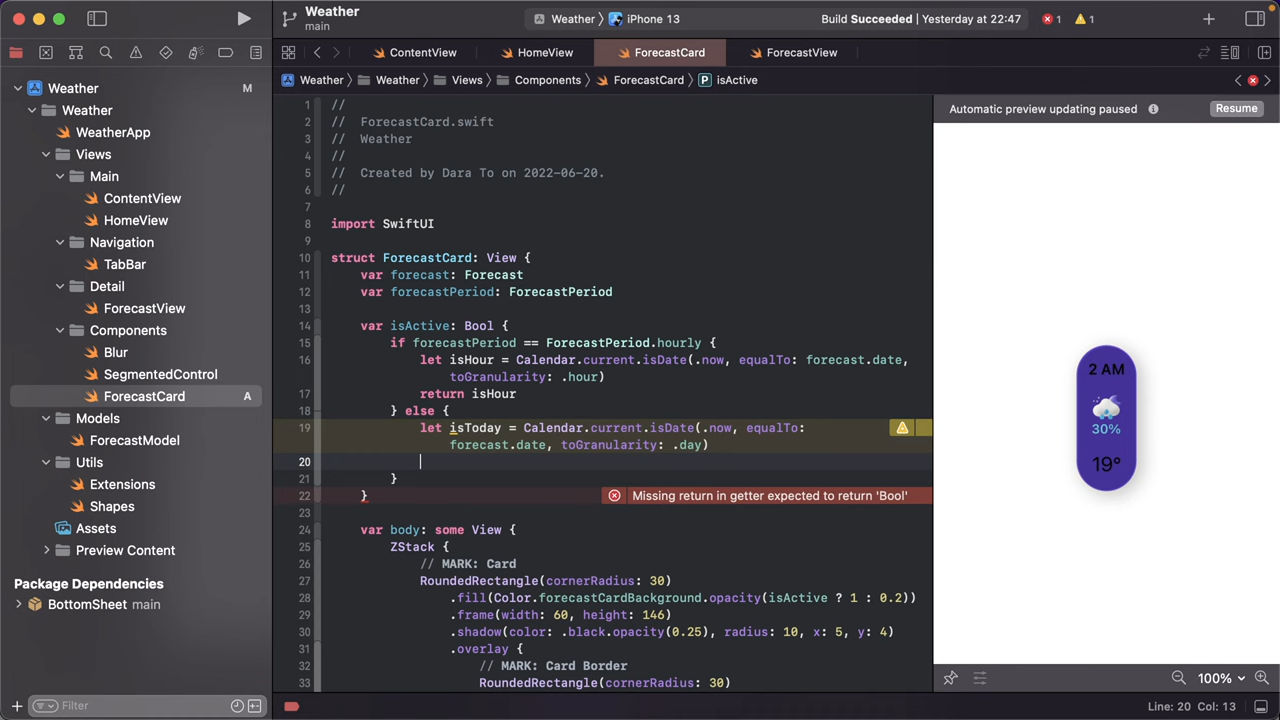 Weather
main
Weather
iPhone 13
Build Succeeded | Yesterday at 22:47
1
1
ContentView
HomeView
ForecastCard
ForecastView
Weather
Weather
Views
Components
ForecastCard
P
isActive
Weather
M
Weather
WeatherApp
Views
Main
ContentView
HomeView
Navigation
TabBar
Detail
ForecastView
Components
Blur
SegmentedControl
ForecastCard
A
Models
ForecastModel
Utils
Extensions
Shapes
Assets
Preview Content
Package Dependencies
BottomSheet main
Filter
1 //
2 //  ForecastCard.swift
3 //  Weather
4 //
5 //  Created by Dara To on 2022-06-20.
6 //
7
8 import SwiftUI
9
10 struct ForecastCard: View {
11     var forecast: Forecast
12     var forecastPeriod: ForecastPeriod
13
14     var isActive: Bool {
15         if forecastPeriod == ForecastPeriod.hourly {
16             let isHour = Calendar.current.isDate(.now, equalTo: forecast.date,
toGranularity: .hour)
17             return isHour
18         } else {
19             let isToday = Calendar.current.isDate(.now, equalTo:
forecast.date, toGranularity: .day)
20
21         }
22     }
Missing return in getter expected to return 'Bool'
23
24     var body: some View {
25         ZStack {
26             // MARK: Card
27             RoundedRectangle(cornerRadius: 30)
28                 .fill(Color.forecastCardBackground.opacity(isActive ? 1 : 0.2))
29                 .frame(width: 60, height: 146)
30                 .shadow(color: .black.opacity(0.25), radius: 10, x: 5, y: 4)
31                 .overlay {
32                     // MARK: Card Border
33                     RoundedRectangle(cornerRadius: 30)
Automatic preview updating paused
Resume
2 AM
30%
19°
100%
Line: 20 Col: 13